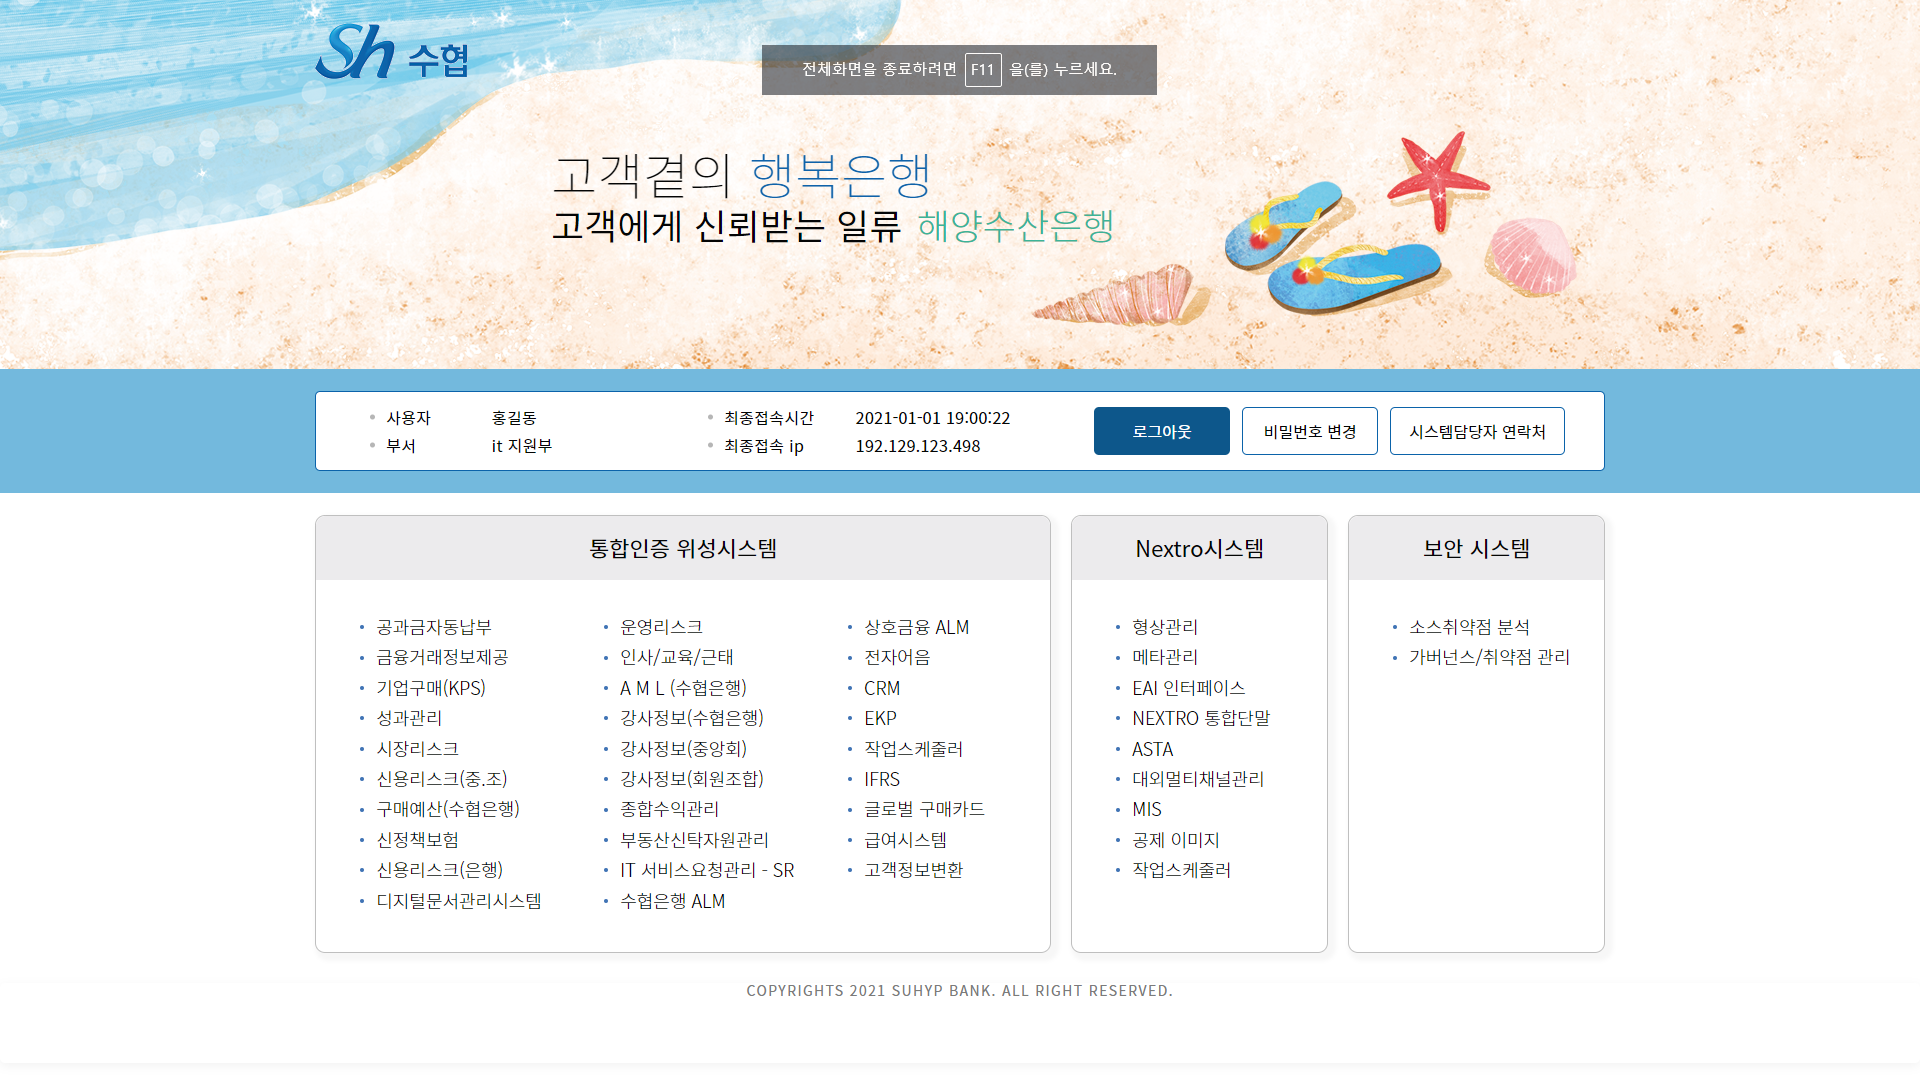 Sh 수협
전체화면을 종료하려면 F11 을(를) 누르세요.
고객곁의 행복은행
고객에게 신뢰받는 일류 해양수산은행
사용자 홍길동 최종접속시간 2021-01-01 19:00:22
부서 it 지원부 최종접속 ip 192.129.123.498
로그아웃 비밀번호 변경 시스템담당자 연락처
통합인증 위성시스템
공과금자동납부
금융거래정보제공
기업구매(KPS)
성과관리
시장리스크
신용리스크(중.조)
구매예산(수협은행)
신정책보험
신용리스크(은행)
디지털문서관리시스템
운영리스크
인사/교육/근태
A M L (수협은행)
강사정보(수협은행)
강사정보(중앙회)
강사정보(회원조합)
종합수익관리
부동산신탁자원관리
IT 서비스요청관리 - SR
수협은행 ALM
상호금융 ALM
전자어음
CRM
EKP
작업스케줄러
IFRS
글로벌 구매카드
급여시스템
고객정보변환
Nextro시스템
형상관리
메타관리
EAI 인터페이스
NEXTRO 통합단말
ASTA
대외멀티채널관리
MIS
공제 이미지
작업스케줄러
보안 시스템
소스취약점 분석
가버넌스/취약점 관리
COPYRIGHTS 2021 SUHYP BANK. ALL RIGHT RESERVED.